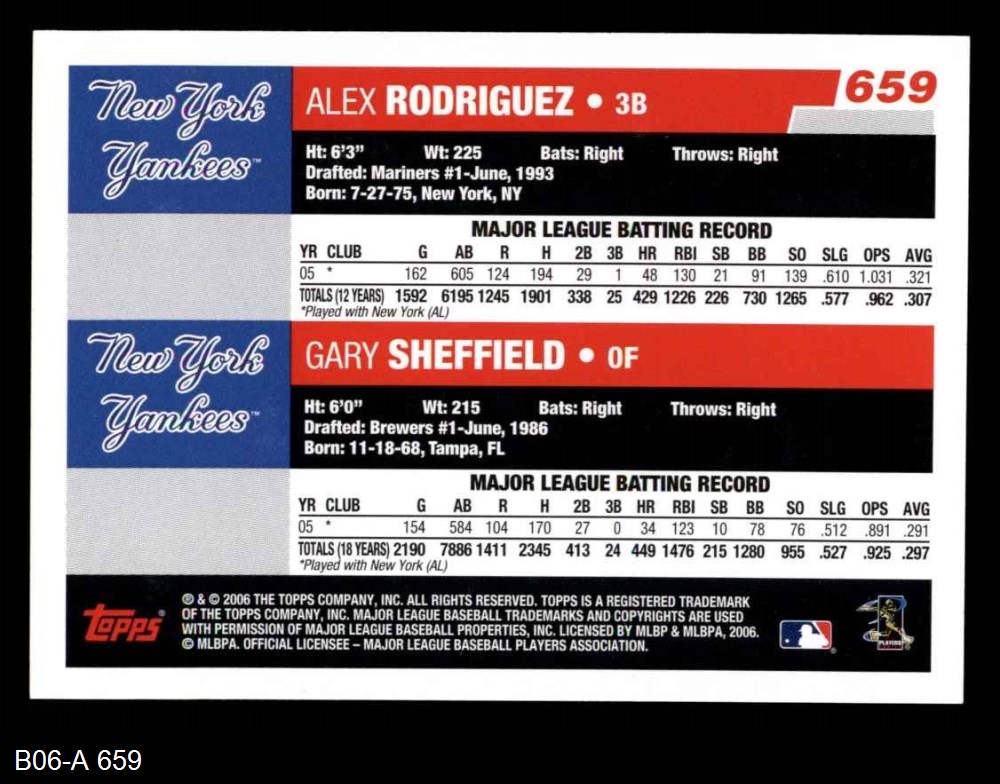 New York
Yankees™
ALEX RODRIGUEZ • 3B
659
Ht: 6'3" Wt: 225 Bats: Right Throws: Right
Drafted: Mariners #1-June, 1993
Born: 7-27-75, New York, NY
MAJOR LEAGUE BATTING RECORD
YR CLUB G AB R H 2B 3B HR RBI SB BB SO SLG OPS AVG
05 * 162 605 124 194 29 1 48 130 21 91 139 .610 1.031 .321
TOTALS (12 YEARS) 1592 6195 1245 1901 338 25 429 1226 226 730 1265 .577 .962 .307
*Played with New York (AL)
New York
Yankees™
GARY SHEFFIELD • OF
Ht: 6'0" Wt: 215 Bats: Right Throws: Right
Drafted: Brewers #1-June, 1986
Born: 11-18-68, Tampa, FL
MAJOR LEAGUE BATTING RECORD
YR CLUB G AB R H 2B 3B HR RBI SB BB SO SLG OPS AVG
05 * 154 584 104 170 27 0 34 123 10 78 76 .512 .891 .291
TOTALS (18 YEARS) 2190 7886 1411 2345 413 24 449 1476 215 1280 955 .527 .925 .297
*Played with New York (AL)
topps®
® & © 2006 THE TOPPS COMPANY, INC. ALL RIGHTS RESERVED. TOPPS IS A REGISTERED TRADEMARK
OF THE TOPPS COMPANY, INC. MAJOR LEAGUE BASEBALL TRADEMARKS AND COPYRIGHTS ARE USED
WITH PERMISSION OF MAJOR LEAGUE BASEBALL PROPERTIES, INC. LICENSED BY MLBP & MLBPA, 2006.
© MLBPA. OFFICIAL LICENSEE – MAJOR LEAGUE BASEBALL PLAYERS ASSOCIATION.
PLAYERS
B06-A 659